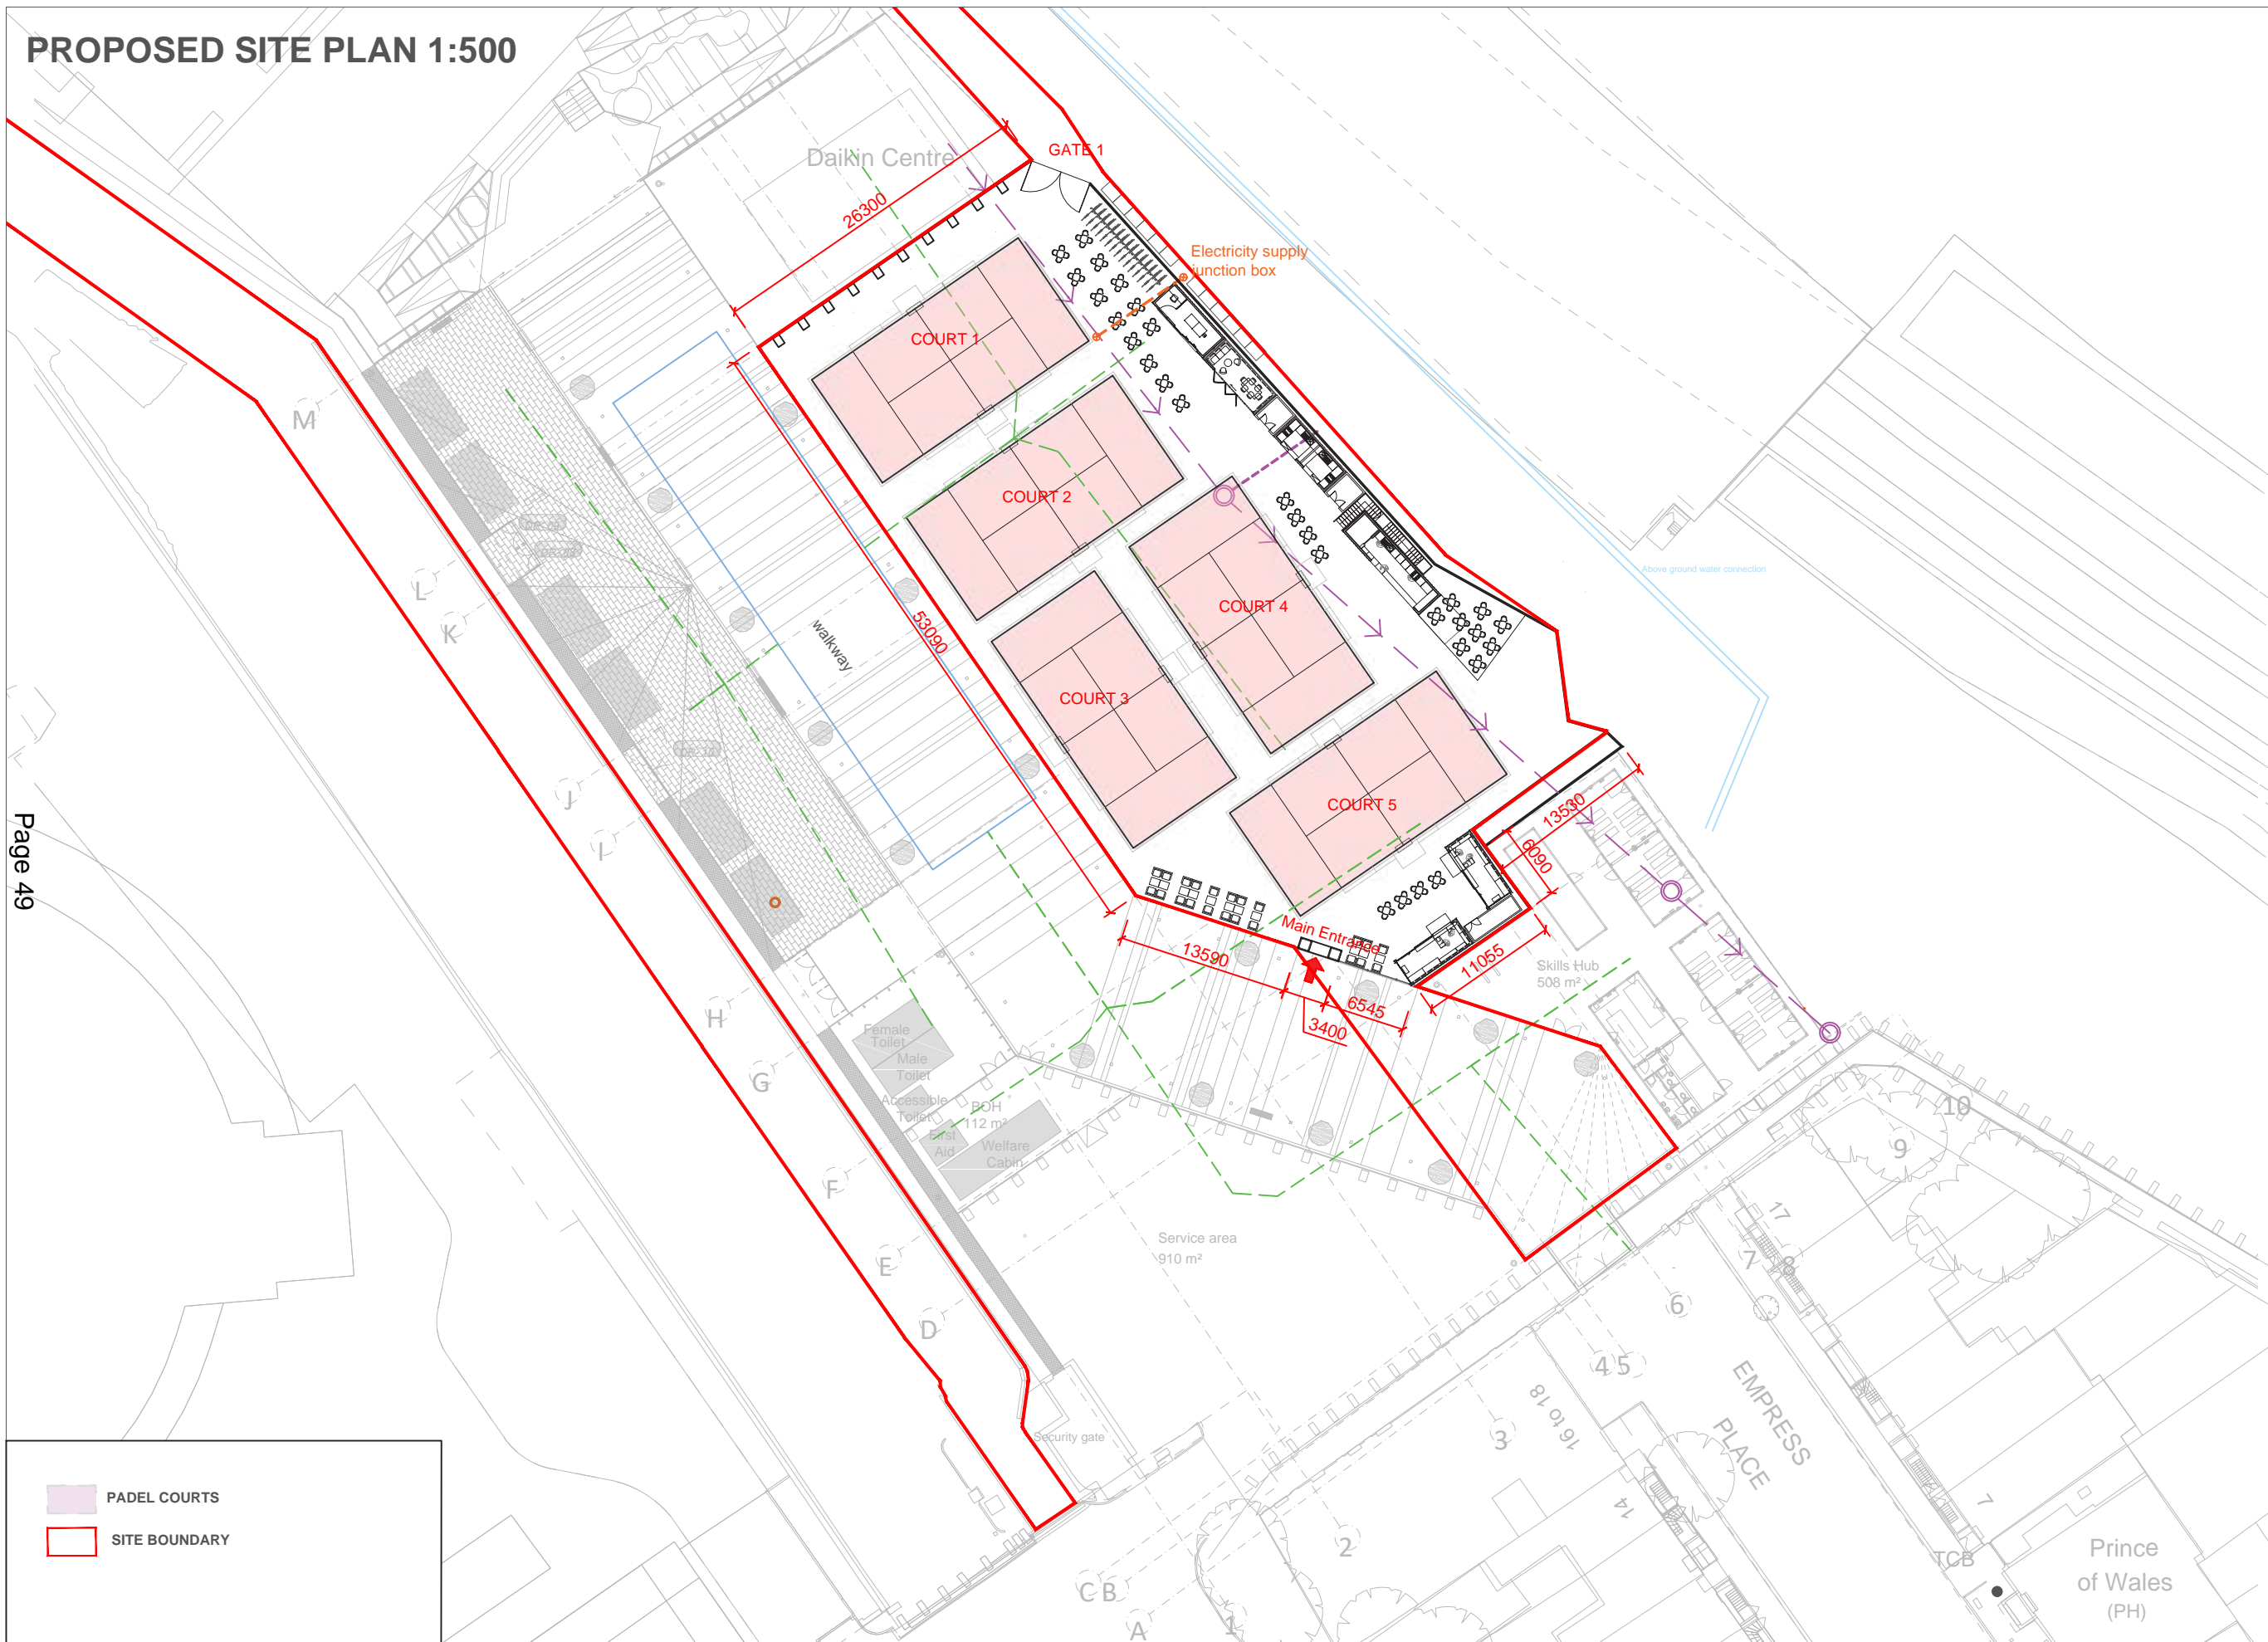 PROPOSED SITE PLAN 1:500
Daikin Centre
GATE 1
26300
Electricity supply
junction box
COURT 1
M
COURT 2
L
K
53090
walkway
COURT 4
Above ground water connection
COURT 3
J
I
COURT 5
13530
6090
Page 49
Main Entrance
13590
11055
Skills Hub
508 m²
6545
3400
H
G
Female
Toilet
Male
Toilet
Accessible
Toilet
BOH
112 m²
First
Aid
Welfare
Cabin
F
E
D
Service area
910 m²
10
9
17
7
8
6
4
5
3
16 to 18
EMPRESS
PLACE
14
7
2
Security gate
C
B
A
1
TCB
Prince
of Wales
(PH)
PADEL COURTS
SITE BOUNDARY